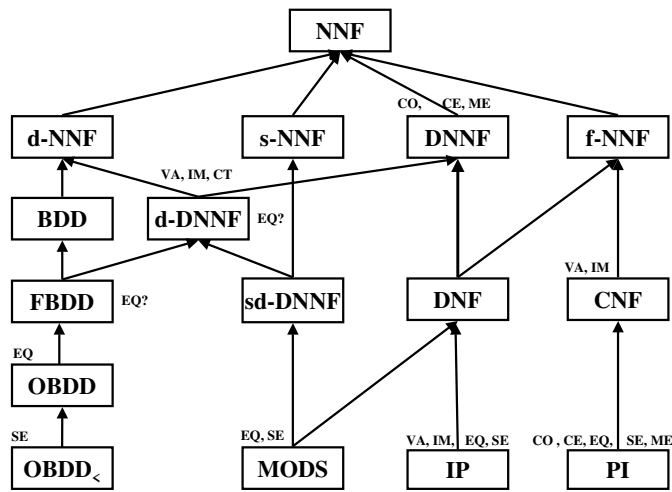 NNF
CO, CE, ME
d-NNF s-NNF DNNF f-NNF
VA, IM, CT
BDD d-DNNF EQ?
VA, IM
FBDD EQ? sd-DNNF DNF CNF
EQ
OBDD
SE EQ, SE VA, IM, EQ, SE CO , CE, EQ, SE, ME
OBDD< MODS IP PI